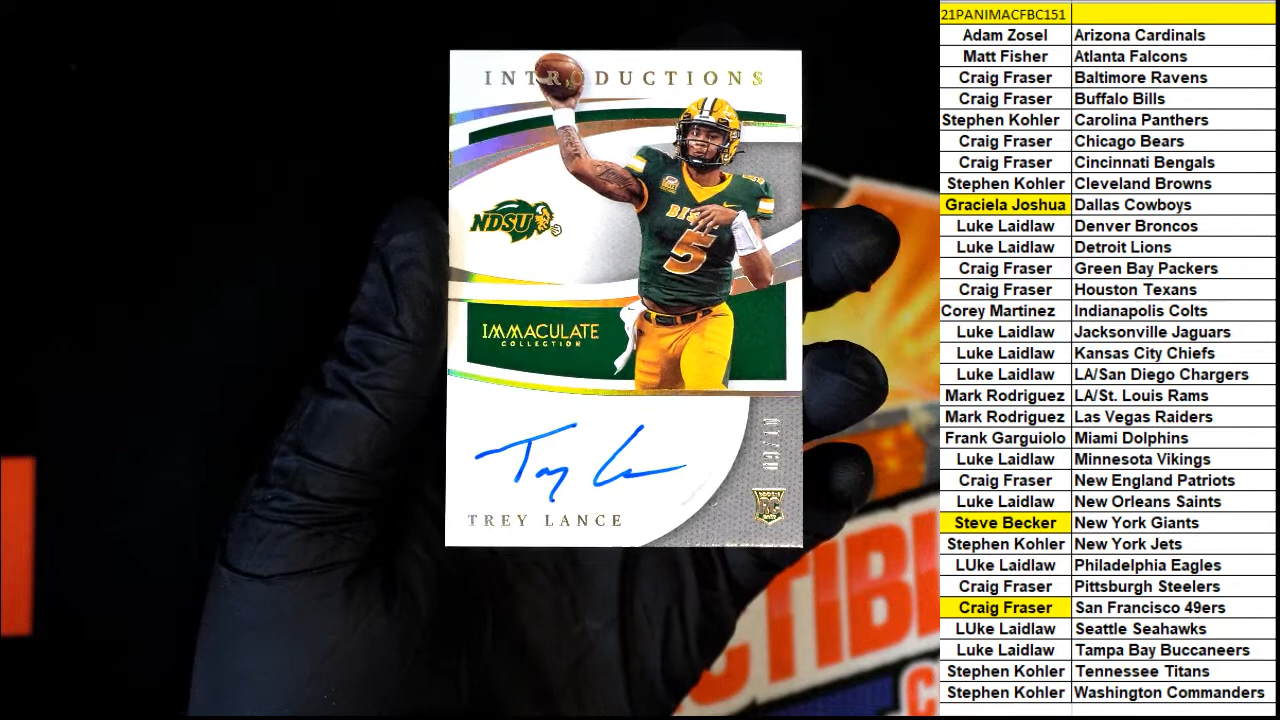 INTRODUCTIONS
NDSU
BISON
5
IMMACULATE
COLLECTION
Trey Lance
TREY LANCE
RC
CTIBL
C
21PANIMACFBC151
Adam Zosel Arizona Cardinals
Matt Fisher Atlanta Falcons
Craig Fraser Baltimore Ravens
Craig Fraser Buffalo Bills
Stephen Kohler Carolina Panthers
Craig Fraser Chicago Bears
Craig Fraser Cincinnati Bengals
Stephen Kohler Cleveland Browns
Graciela Joshua Dallas Cowboys
Luke Laidlaw Denver Broncos
Luke Laidlaw Detroit Lions
Craig Fraser Green Bay Packers
Craig Fraser Houston Texans
Corey Martinez Indianapolis Colts
Luke Laidlaw Jacksonville Jaguars
Luke Laidlaw Kansas City Chiefs
Luke Laidlaw LA/San Diego Chargers
Mark Rodriguez LA/St. Louis Rams
Mark Rodriguez Las Vegas Raiders
Frank Garguiolo Miami Dolphins
Luke Laidlaw Minnesota Vikings
Craig Fraser New England Patriots
Luke Laidlaw New Orleans Saints
Steve Becker New York Giants
Stephen Kohler New York Jets
LUke Laidlaw Philadelphia Eagles
Craig Fraser Pittsburgh Steelers
Craig Fraser San Francisco 49ers
LUke Laidlaw Seattle Seahawks
Luke Laidlaw Tampa Bay Buccaneers
Stephen Kohler Tennessee Titans
Stephen Kohler Washington Commanders